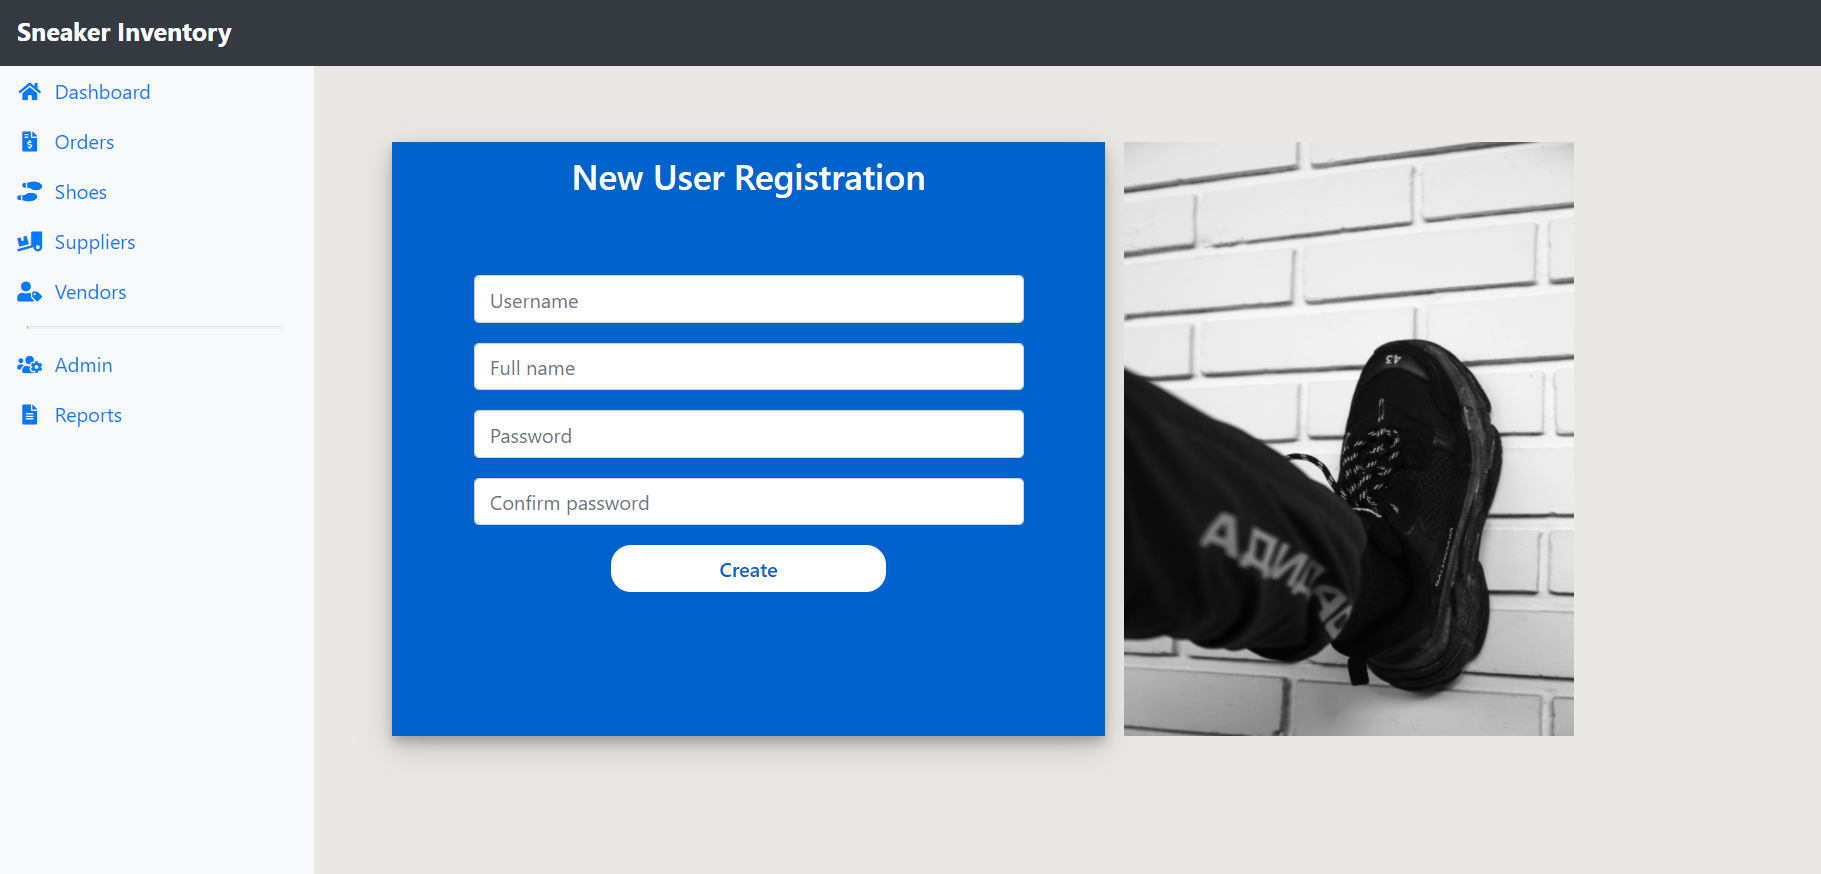 Sneaker Inventory
Dashboard
Orders
Shoes
Suppliers
Vendors
Admin
Reports
New User Registration
Username
Full name
Password
Confirm password
Create
43
АДИДАС